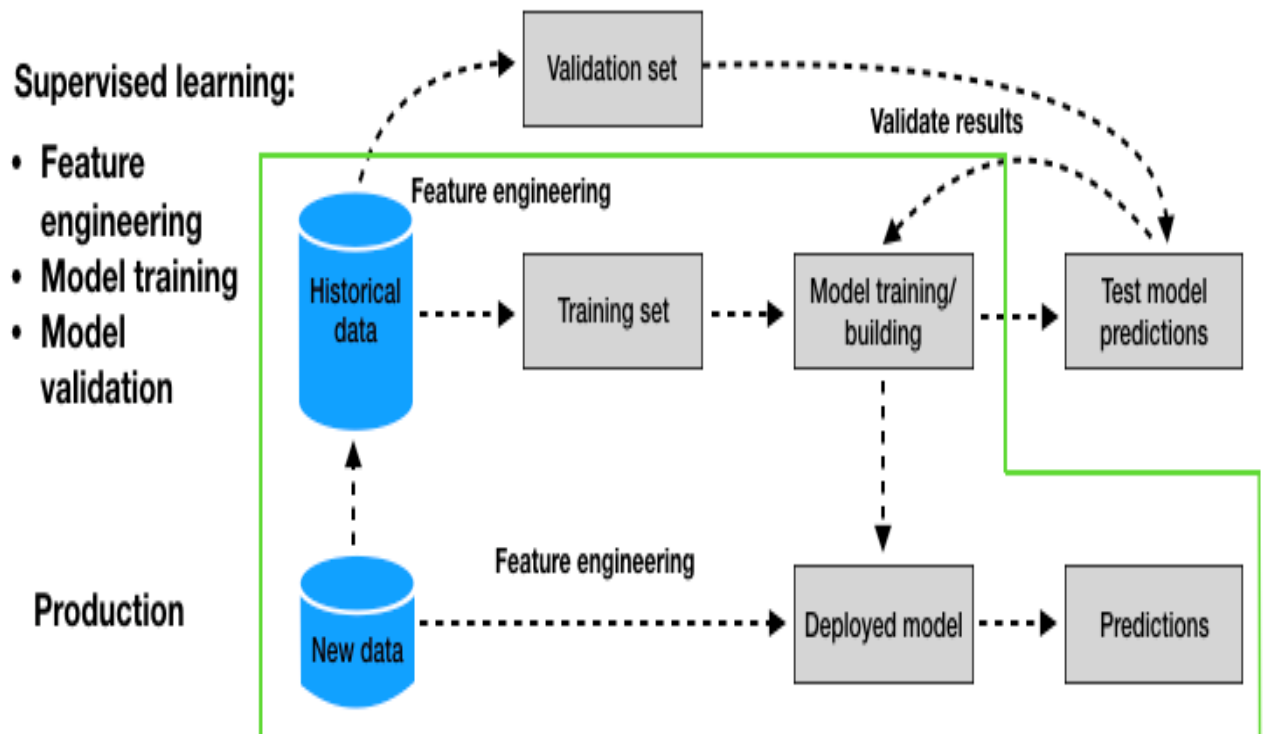 Validation set
Supervised learning:
Validate results
• Feature
engineering
• Model training
• Model
validation
Feature engineering
Historical
data
Training set
Model training/
building
Test model
predictions
Feature engineering
Production
New data
Deployed model
Predictions